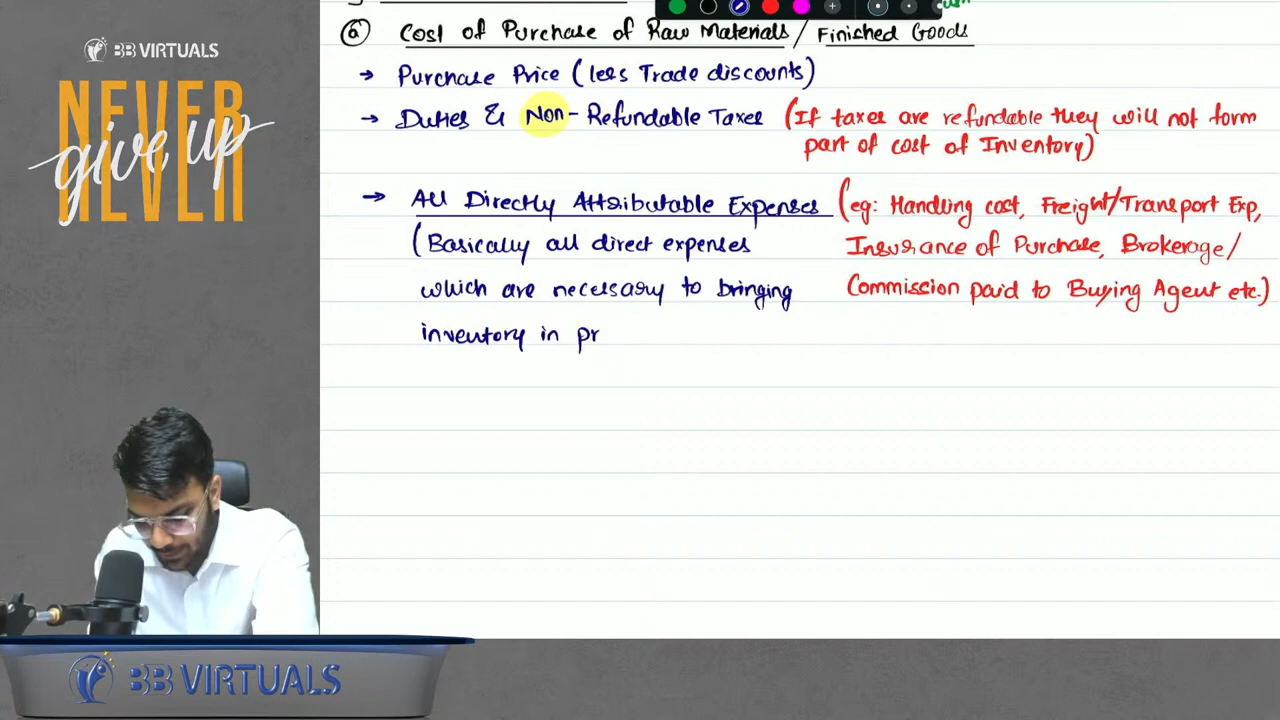 BB VIRTUALS
NEVER
give up
NEVER
(a) Cost of Purchase of Raw Materials / Finished Goods
→ Purchase Price (less Trade discounts)
→ Duties & Non-Refundable Taxes (If taxes are refundable they will not form
part of cost of Inventory)
→ All Directly Attributable Expenses (eg: Handling cost, Freight/Transport Exp,
(Basically all direct expenses Insurance of Purchase, Brokerage/
which are necessary to bringing Commission paid to Buying Agent etc.)
inventory in pr
BB VIRTUALS